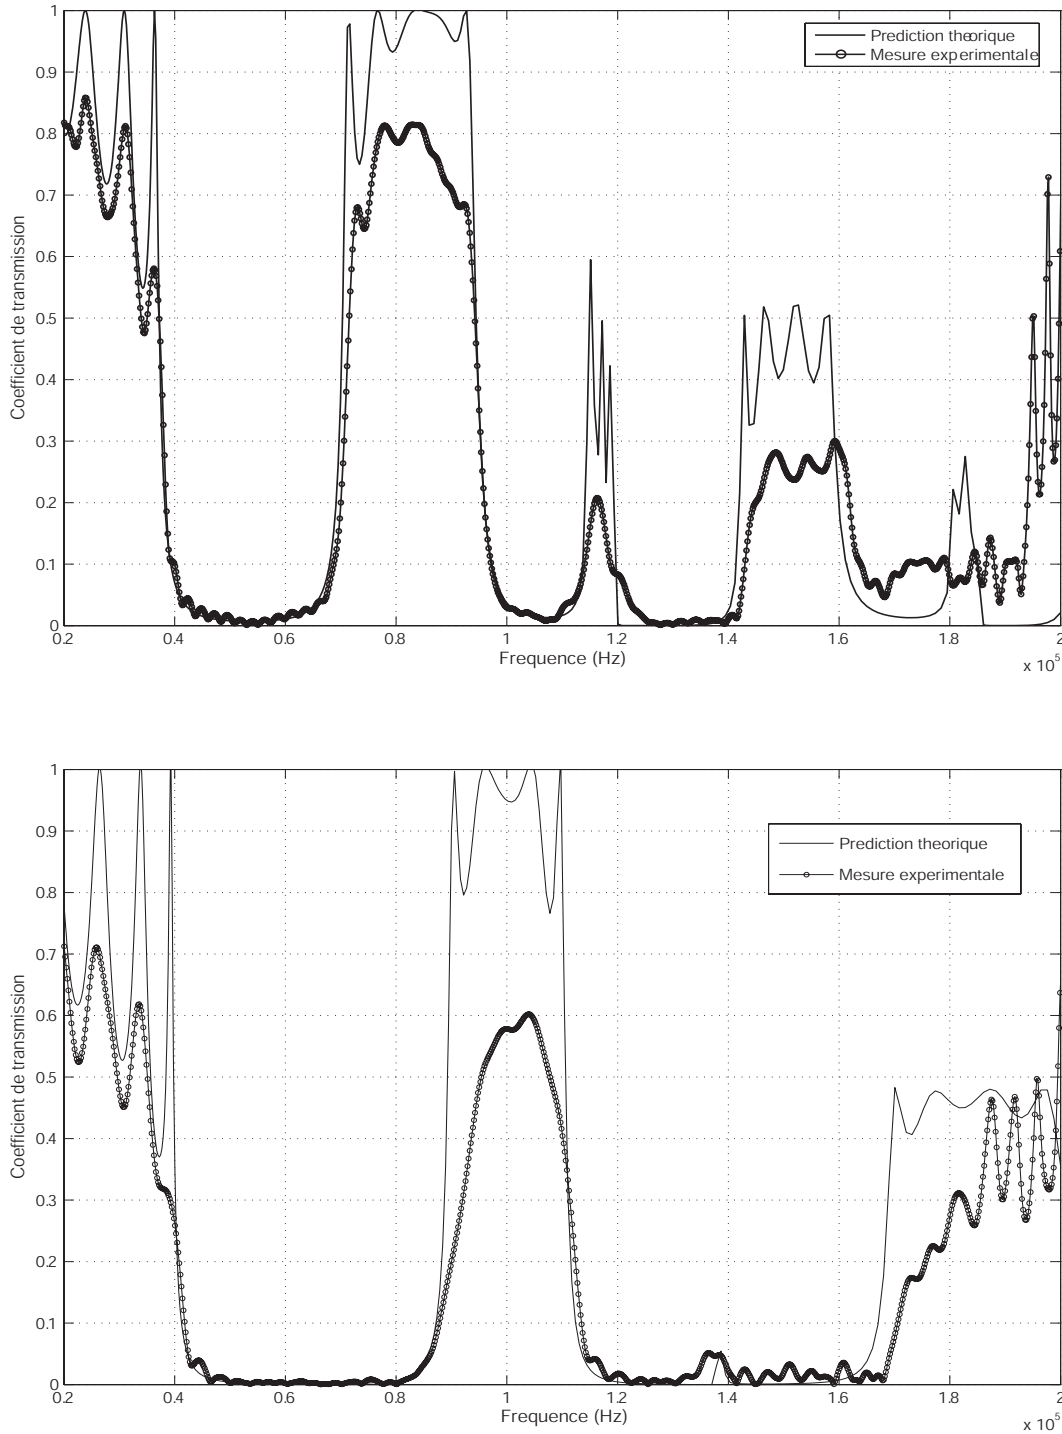 1
0.9
0.8
0.7
0.6
0.5
0.4
0.3
0.2
0.1
0
Coefficient de transmission
Prediction theorique
Mesure experimentale
0.2 0.4 0.6 0.8 1 1.2 1.4 1.6 1.8 2
Frequence (Hz)
x 10^5
1
0.9
0.8
0.7
0.6
0.5
0.4
0.3
0.2
0.1
0
Coefficient de transmission
Prediction theorique
Mesure experimentale
0.2 0.4 0.6 0.8 1 1.2 1.4 1.6 1.8 2
Frequence (Hz)
x 10^5